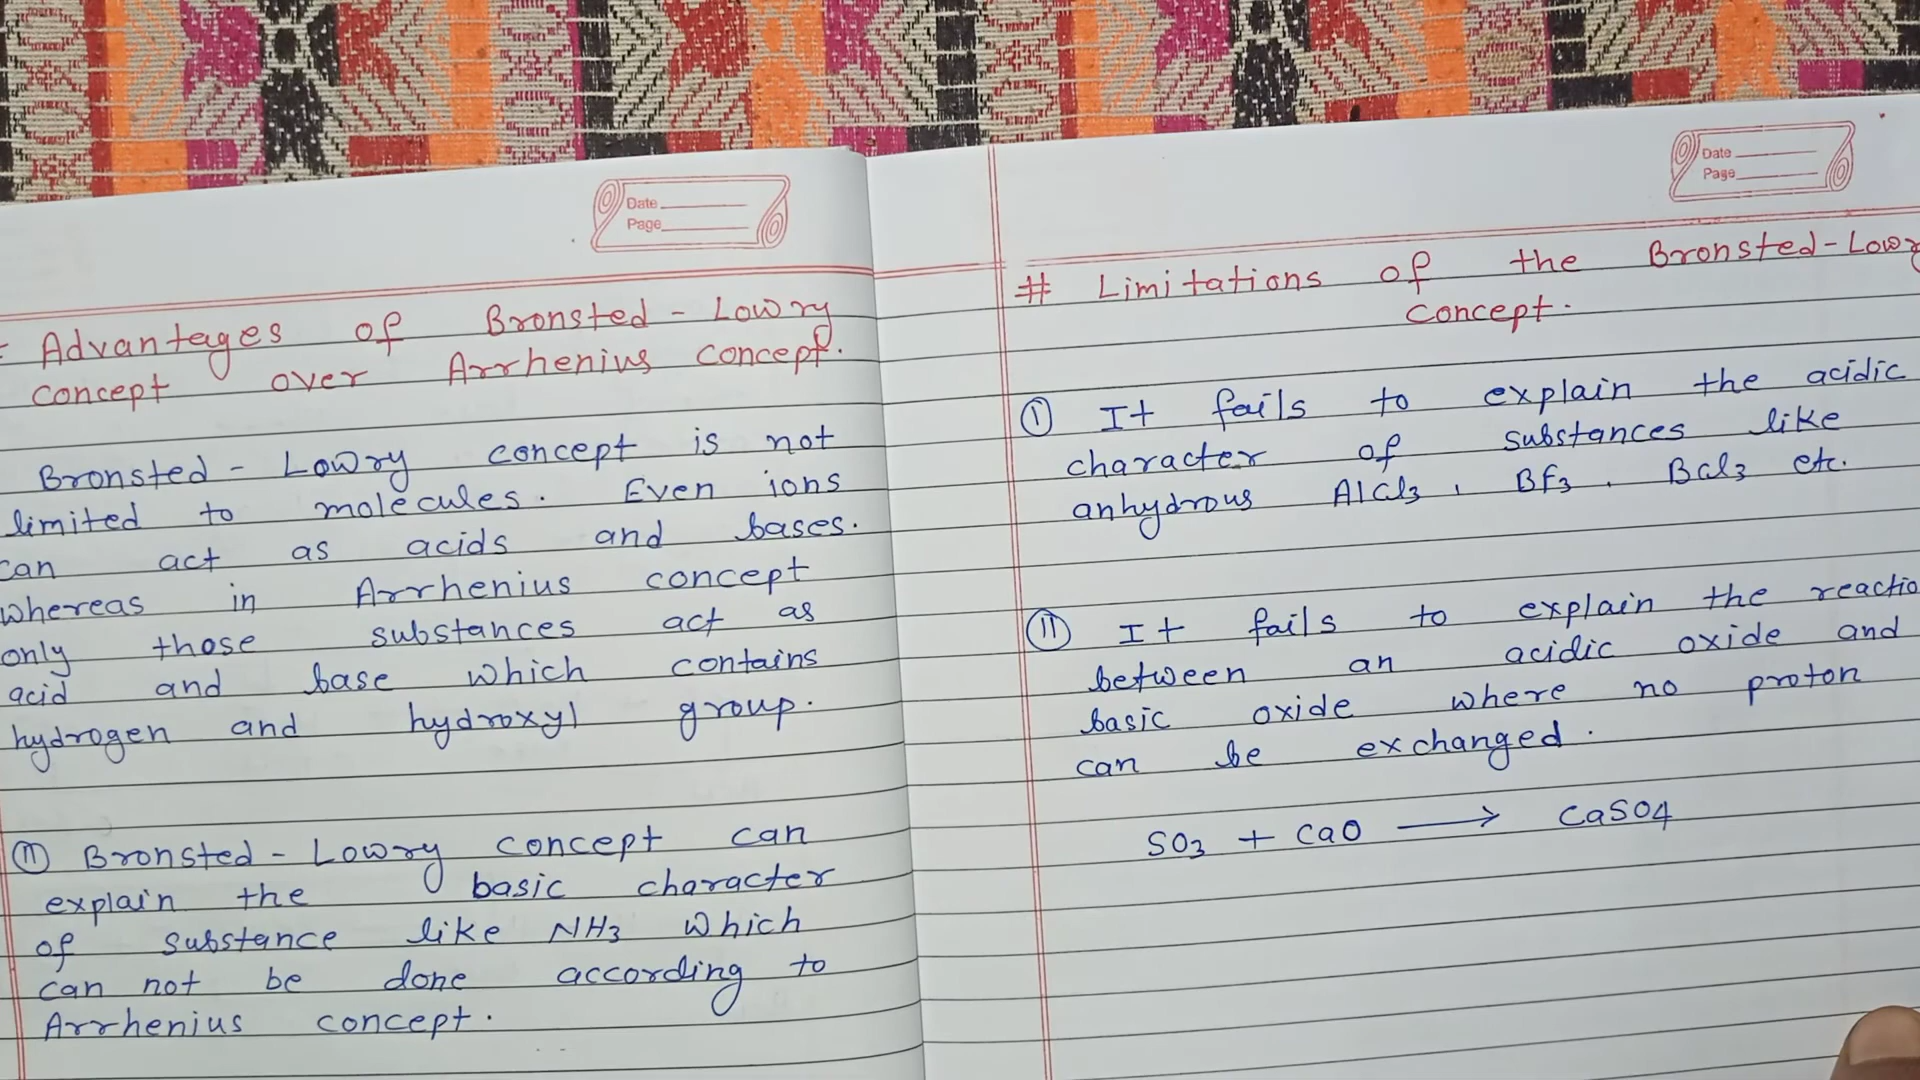 Date
Page
Advantages of Bronsted-Lowry
concept over Arrhenius concept.
Bronsted-Lowry concept is not
limited to molecules. Even ions
can act as acids and bases.
whereas in Arrhenius concept
only those substances act as
acid and base which contains
hydrogen and hydroxyl group.
(II) Bronsted-Lowry concept can
explain the basic character
of substance like NH3 which
can not be done according to
Arrhenius concept.
Date
Page
# Limitations of the Bronsted-Lowry
concept.
(I) It fails to explain the acidic
character of substances like
anhydrous AlCl3, BF3, BCl3 etc.
(II) It fails to explain the reactio
between an acidic oxide and
basic oxide where no proton
can be exchanged.
SO3 + CaO → CaSO4